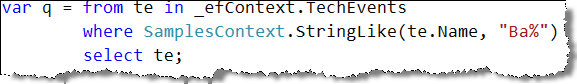 var q = from te in _efContext.TechEvents
where SamplesContext.StringLike(te.Name, "Ba%")
select te;